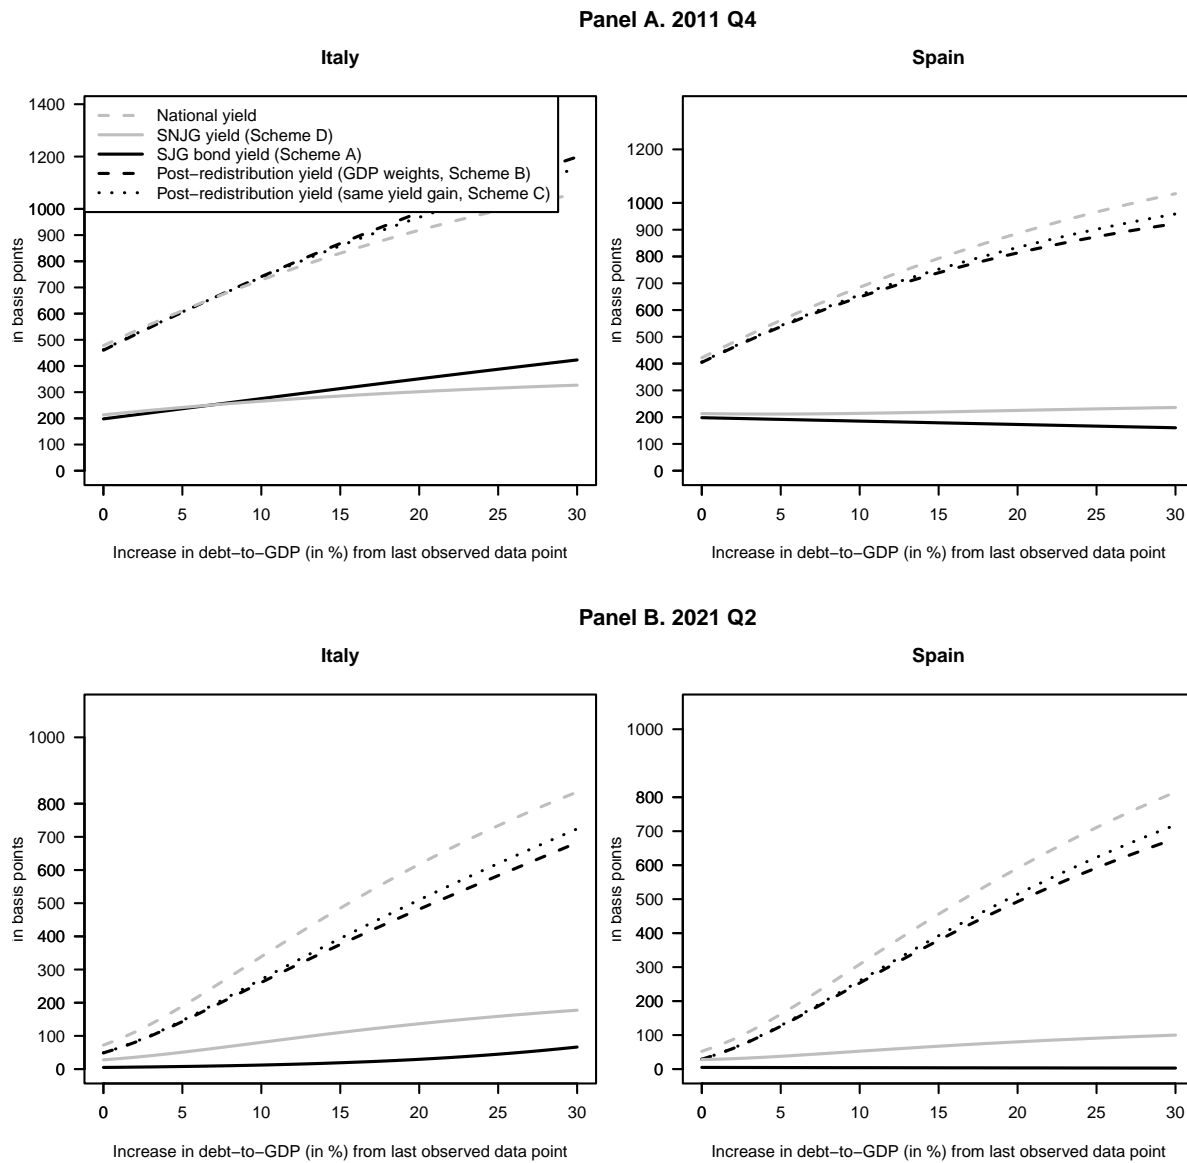 Panel A. 2011 Q4
Italy
Spain
in basis points
1400
1200
1000
900
800
700
600
500
400
300
200
100
0
National yield
SNJG yield (Scheme D)
SJG bond yield (Scheme A)
Post−redistribution yield (GDP weights, Scheme B)
Post−redistribution yield (same yield gain, Scheme C)
0 5 10 15 20 25 30
Increase in debt−to−GDP (in %) from last observed data point
in basis points
1200
1000
900
800
700
600
500
400
300
200
100
0
0 5 10 15 20 25 30
Increase in debt−to−GDP (in %) from last observed data point
Panel B. 2021 Q2
Italy
Spain
in basis points
1000
800
700
600
500
400
300
200
100
0
0 5 10 15 20 25 30
Increase in debt−to−GDP (in %) from last observed data point
in basis points
1000
800
700
600
500
400
300
200
100
0
0 5 10 15 20 25 30
Increase in debt−to−GDP (in %) from last observed data point